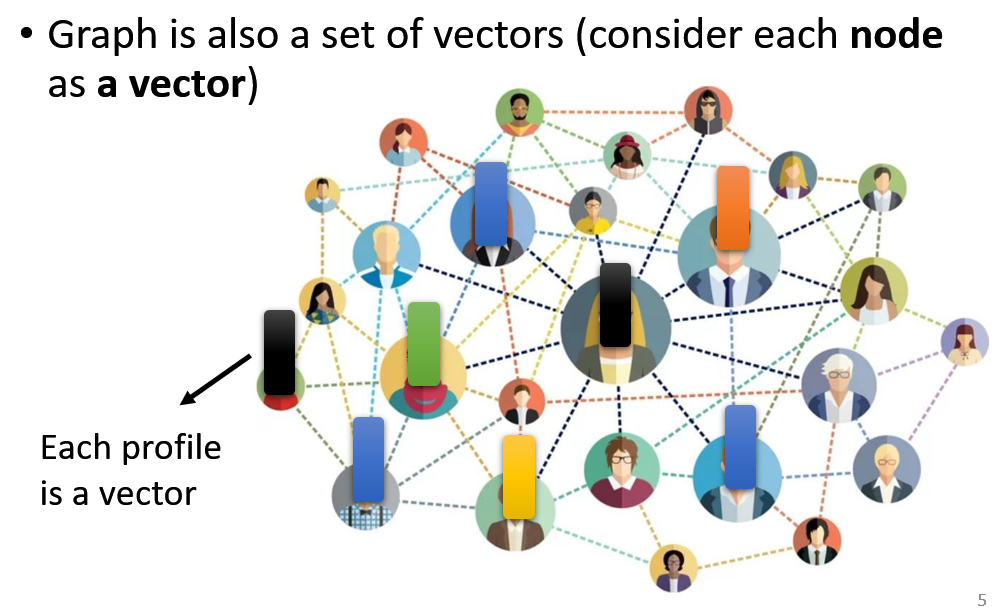 • Graph is also a set of vectors (consider each node
as a vector)
Each profile
is a vector
5